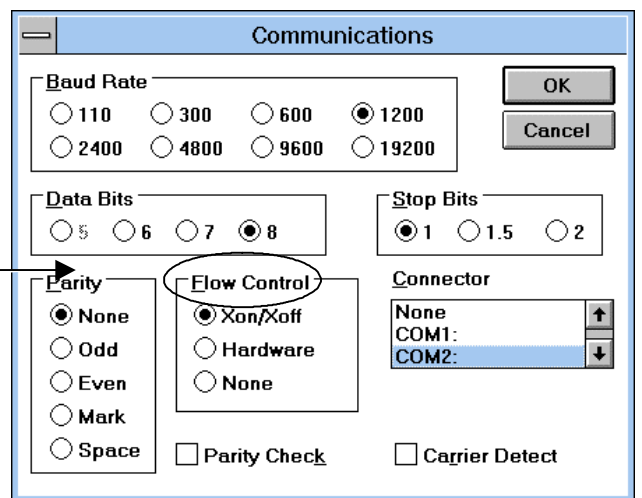 Communications
Baud Rate
110 300 600 1200
2400 4800 9600 19200
OK
Cancel
Data Bits
5 6 7 8
Stop Bits
1 1.5 2
Parity
None
Odd
Even
Mark
Space
Flow Control
Xon/Xoff
Hardware
None
Connector
None
COM1:
COM2:
Parity Check
Carrier Detect